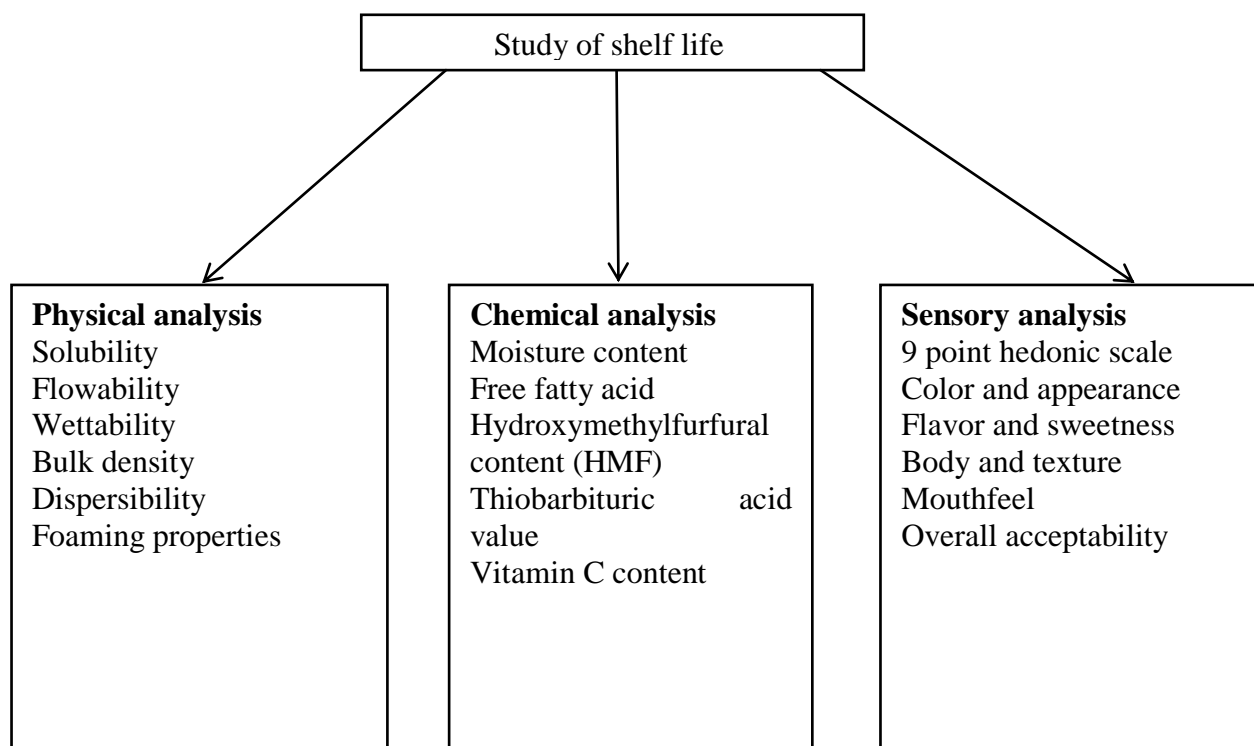 Study of shelf life
Physical analysis
Solubility
Flowability
Wettability
Bulk density
Dispersibility
Foaming properties
Chemical analysis
Moisture content
Free fatty acid
Hydroxymethylfurfural
content (HMF)
Thiobarbituric acid
value
Vitamin C content
Sensory analysis
9 point hedonic scale
Color and appearance
Flavor and sweetness
Body and texture
Mouthfeel
Overall acceptability